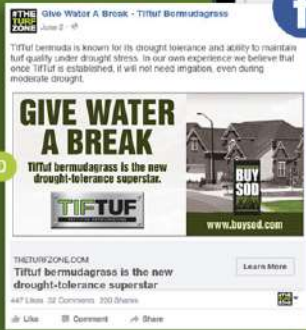 THE
TURF
ZONE
Give Water A Break - Tiftuf Bermudagrass
June 2
TifTuf bermuda is known for its drought tolerance and ability to maintain
turf quality under drought stress. In our own experience we believe that
once TifTuf is established, it will not need irrigation, even during
moderate drought.
GIVE WATER
A BREAK
TifTuf bermudagrass is the new
drought-tolerance superstar.
TIFTUF
BUY
SOD
www.buysod.com
THETURFZONE.COM
Tiftuf bermudagrass is the new
drought-tolerance superstar
Learn More
447 Likes 32 Comments 200 Shares
Like Comment Share